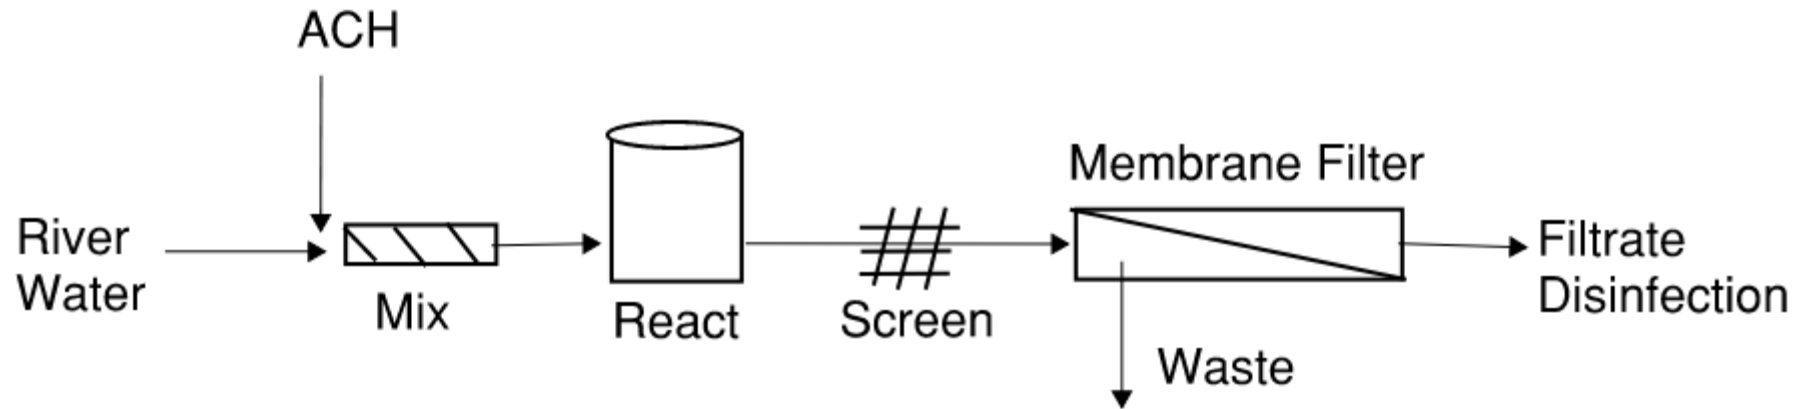 ACH
River
Water
Mix
React
Screen
Membrane Filter
Waste
Filtrate
Disinfection